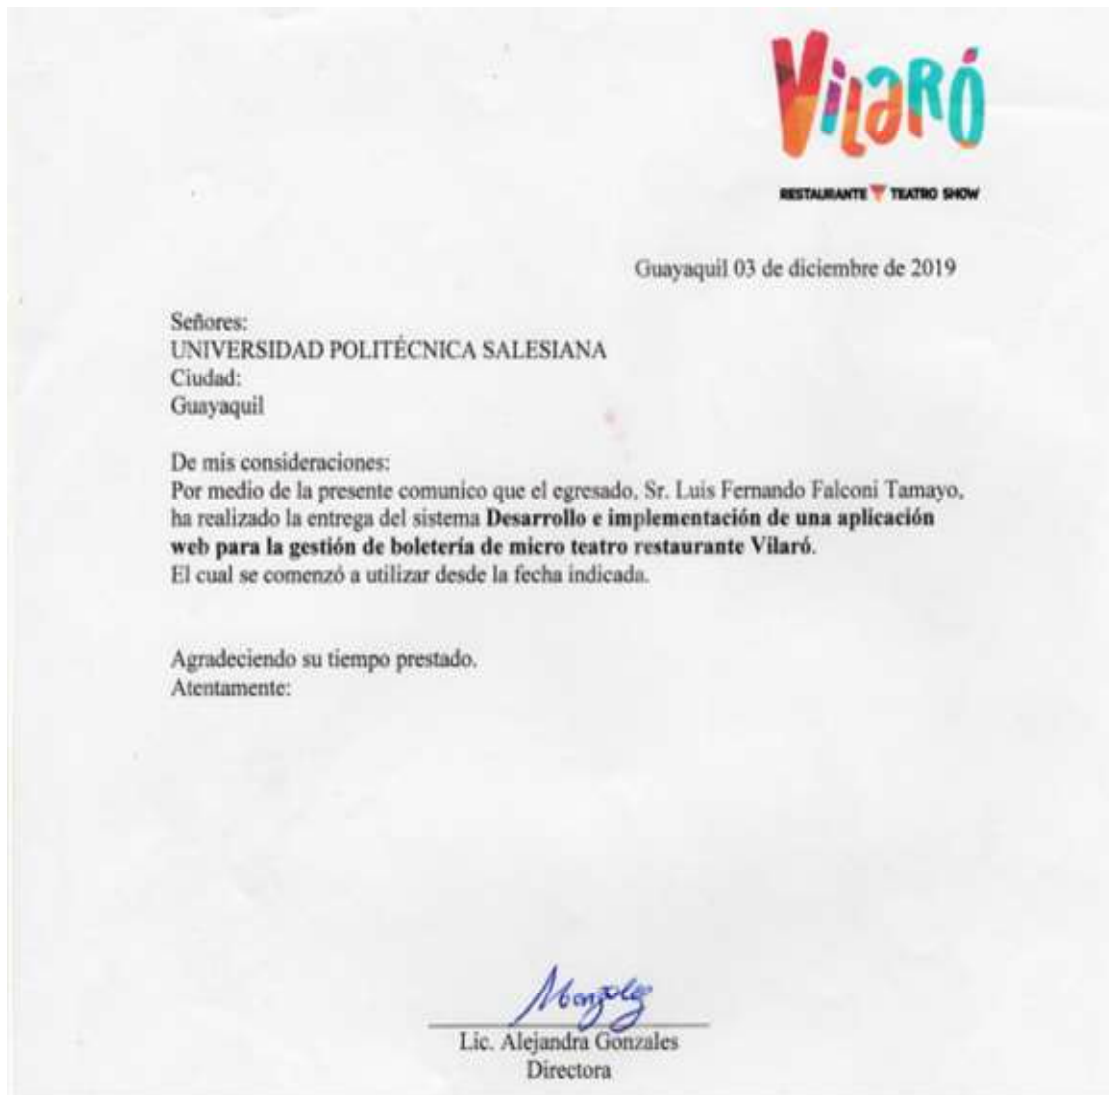 Vilaró
RESTAURANTE TEATRO SHOW
Guayaquil 03 de diciembre de 2019
Señores:
UNIVERSIDAD POLITÉCNICA SALESIANA
Ciudad:
Guayaquil
De mis consideraciones:
Por medio de la presente comunico que el egresado, Sr. Luis Fernando Falconi Tamayo,
ha realizado la entrega del sistema Desarrollo e implementación de una aplicación
web para la gestión de boletería de micro teatro restaurante Vilaró.
El cual se comenzó a utilizar desde la fecha indicada.
Agradeciendo su tiempo prestado.
Atentamente:
Lic. Alejandra Gonzales
Directora